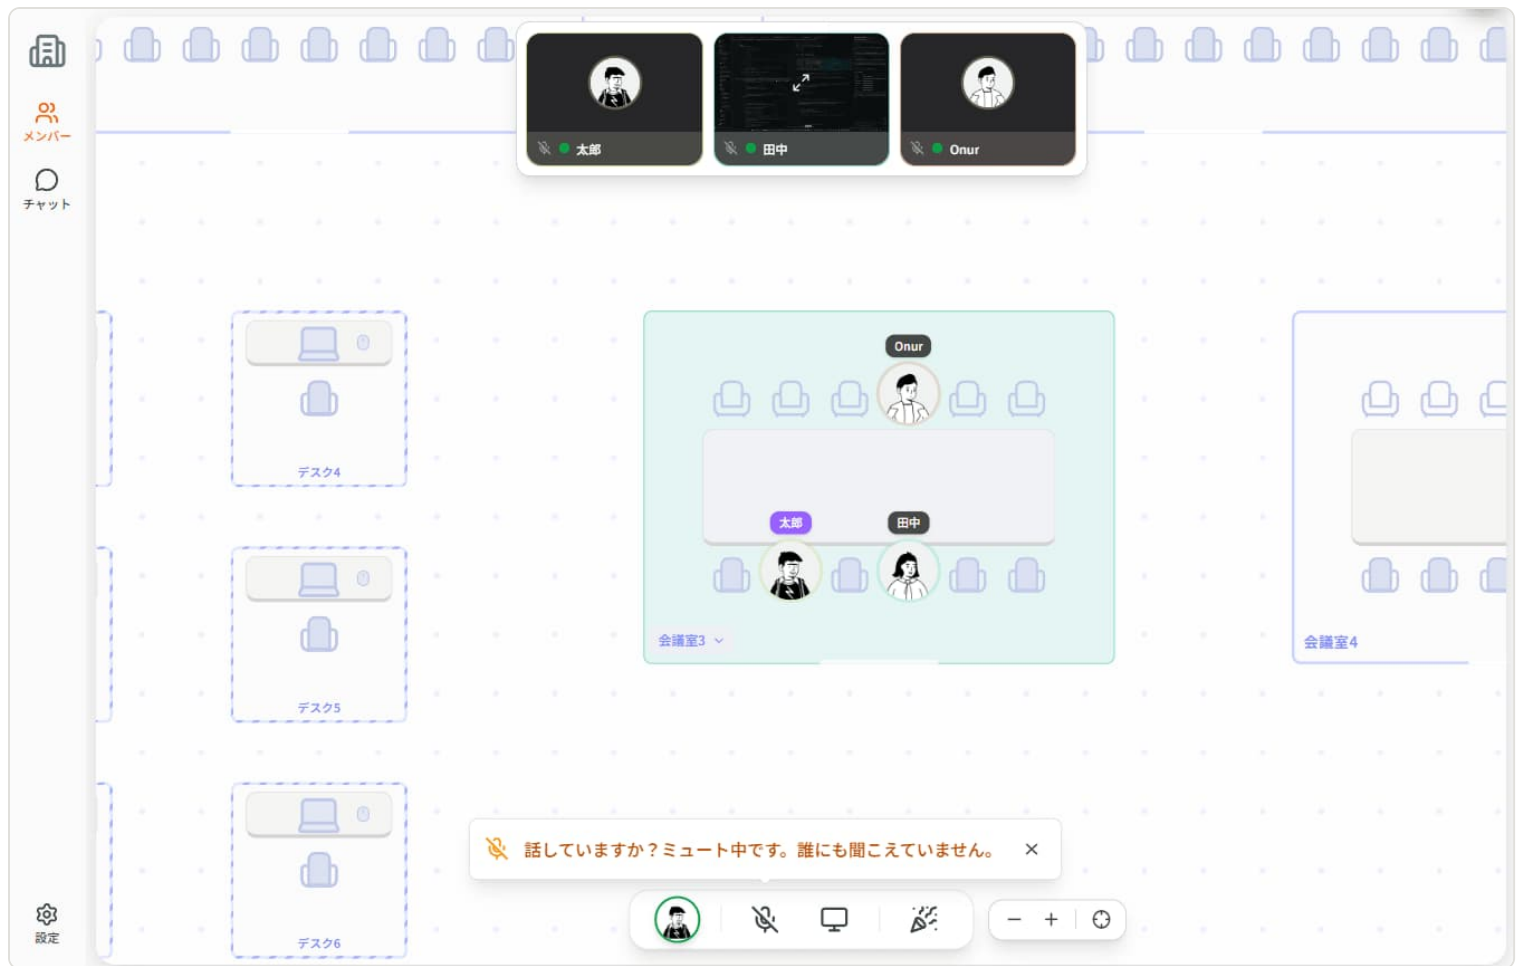 メンバー
チャット
設定
太郎
田中
Onur
デスク4
デスク5
デスク6
Onur
太郎
田中
会議室3
会議室4
話していますか？ミュート中です。誰にも聞こえていません。